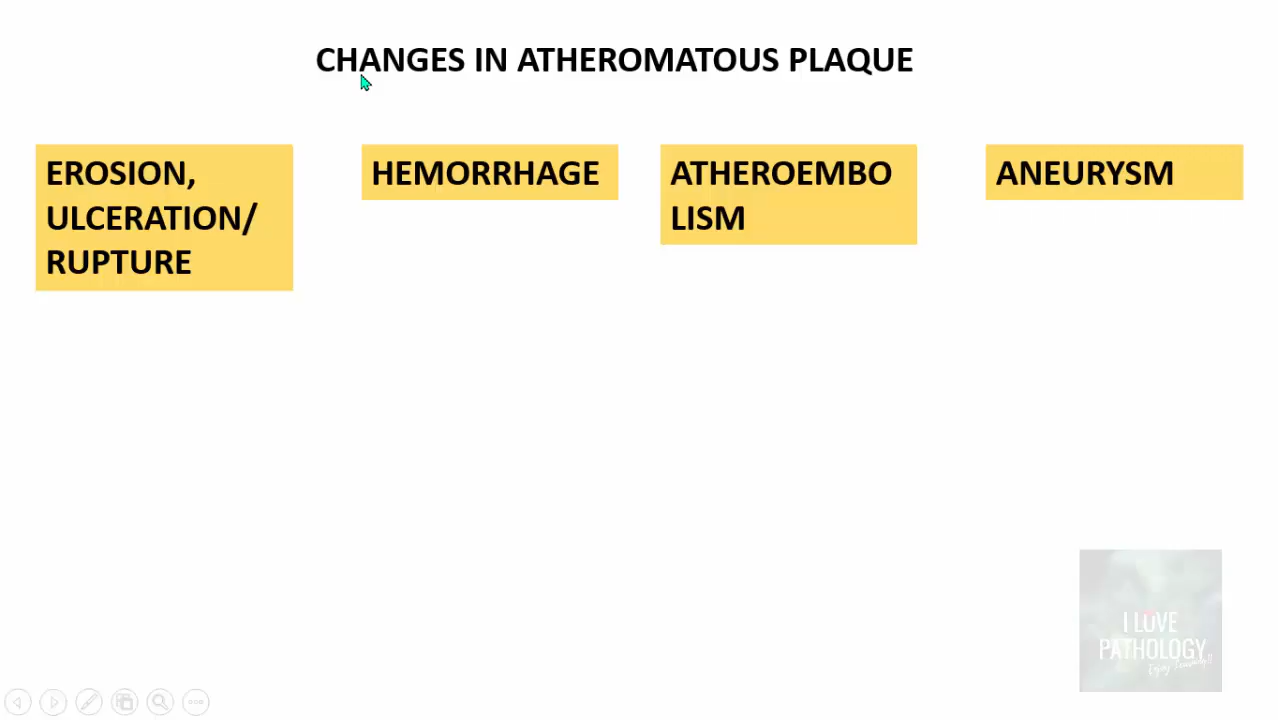 CHANGES IN ATHEROMATOUS PLAQUE
EROSION,
ULCERATION/
RUPTURE
HEMORRHAGE
ATHEROEMBO
LISM
ANEURYSM
I LOVE
PATHOLOGY